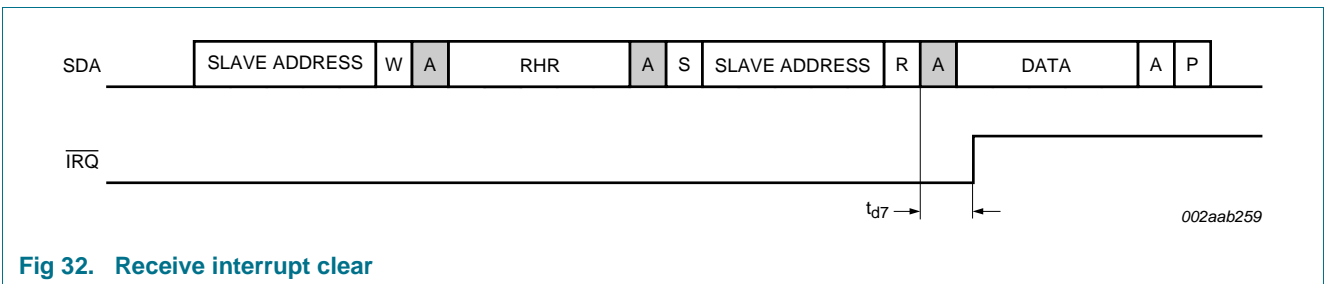 SDA SLAVE ADDRESS W A RHR A S SLAVE ADDRESS R A DATA A P
IRQ
td7
002aab259
Fig 32. Receive interrupt clear